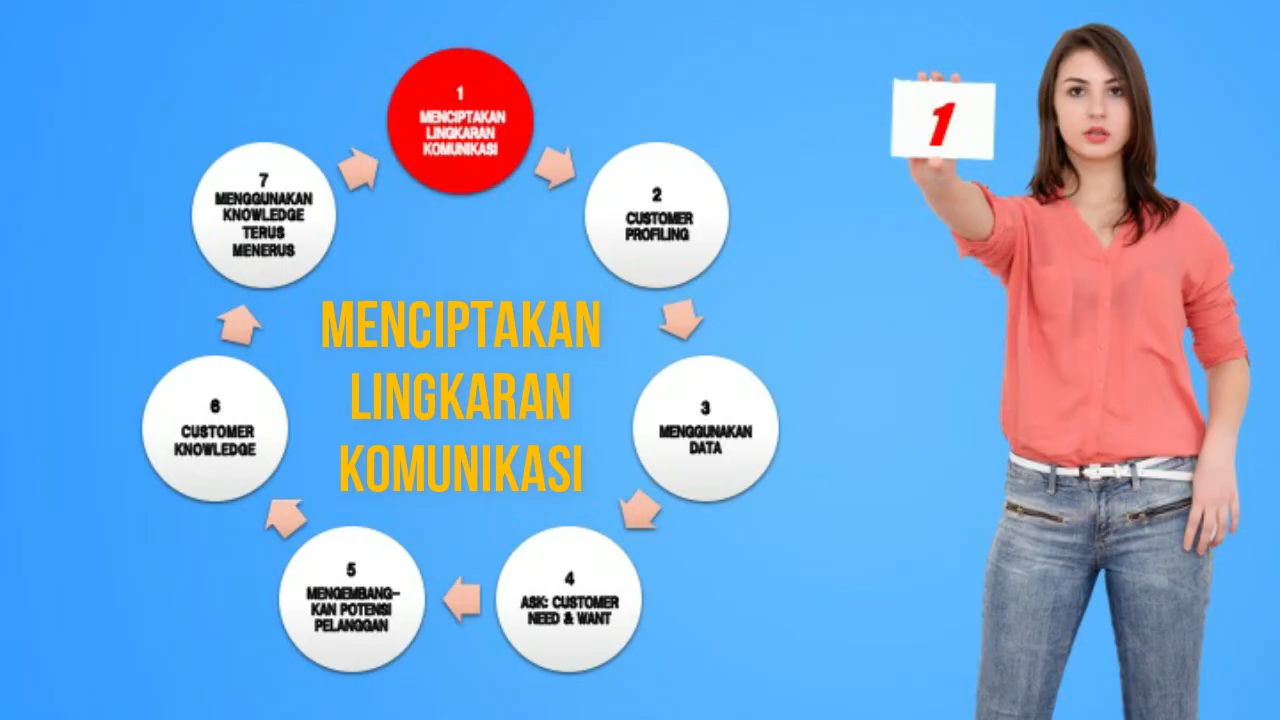 1
MENCIPTAKAN
LINGKARAN
KOMUNIKASI
2
CUSTOMER
PROFILING
3
MENGGUNAKAN
DATA
4
ASK: CUSTOMER
NEED & WANT
5
MENGEMBANG-
KAN POTENSI
PELANGGAN
6
CUSTOMER
KNOWLEDGE
7
MENGGUNAKAN
KNOWLEDGE
TERUS
MENERUS
MENCIPTAKAN
LINGKARAN
KOMUNIKASI
1